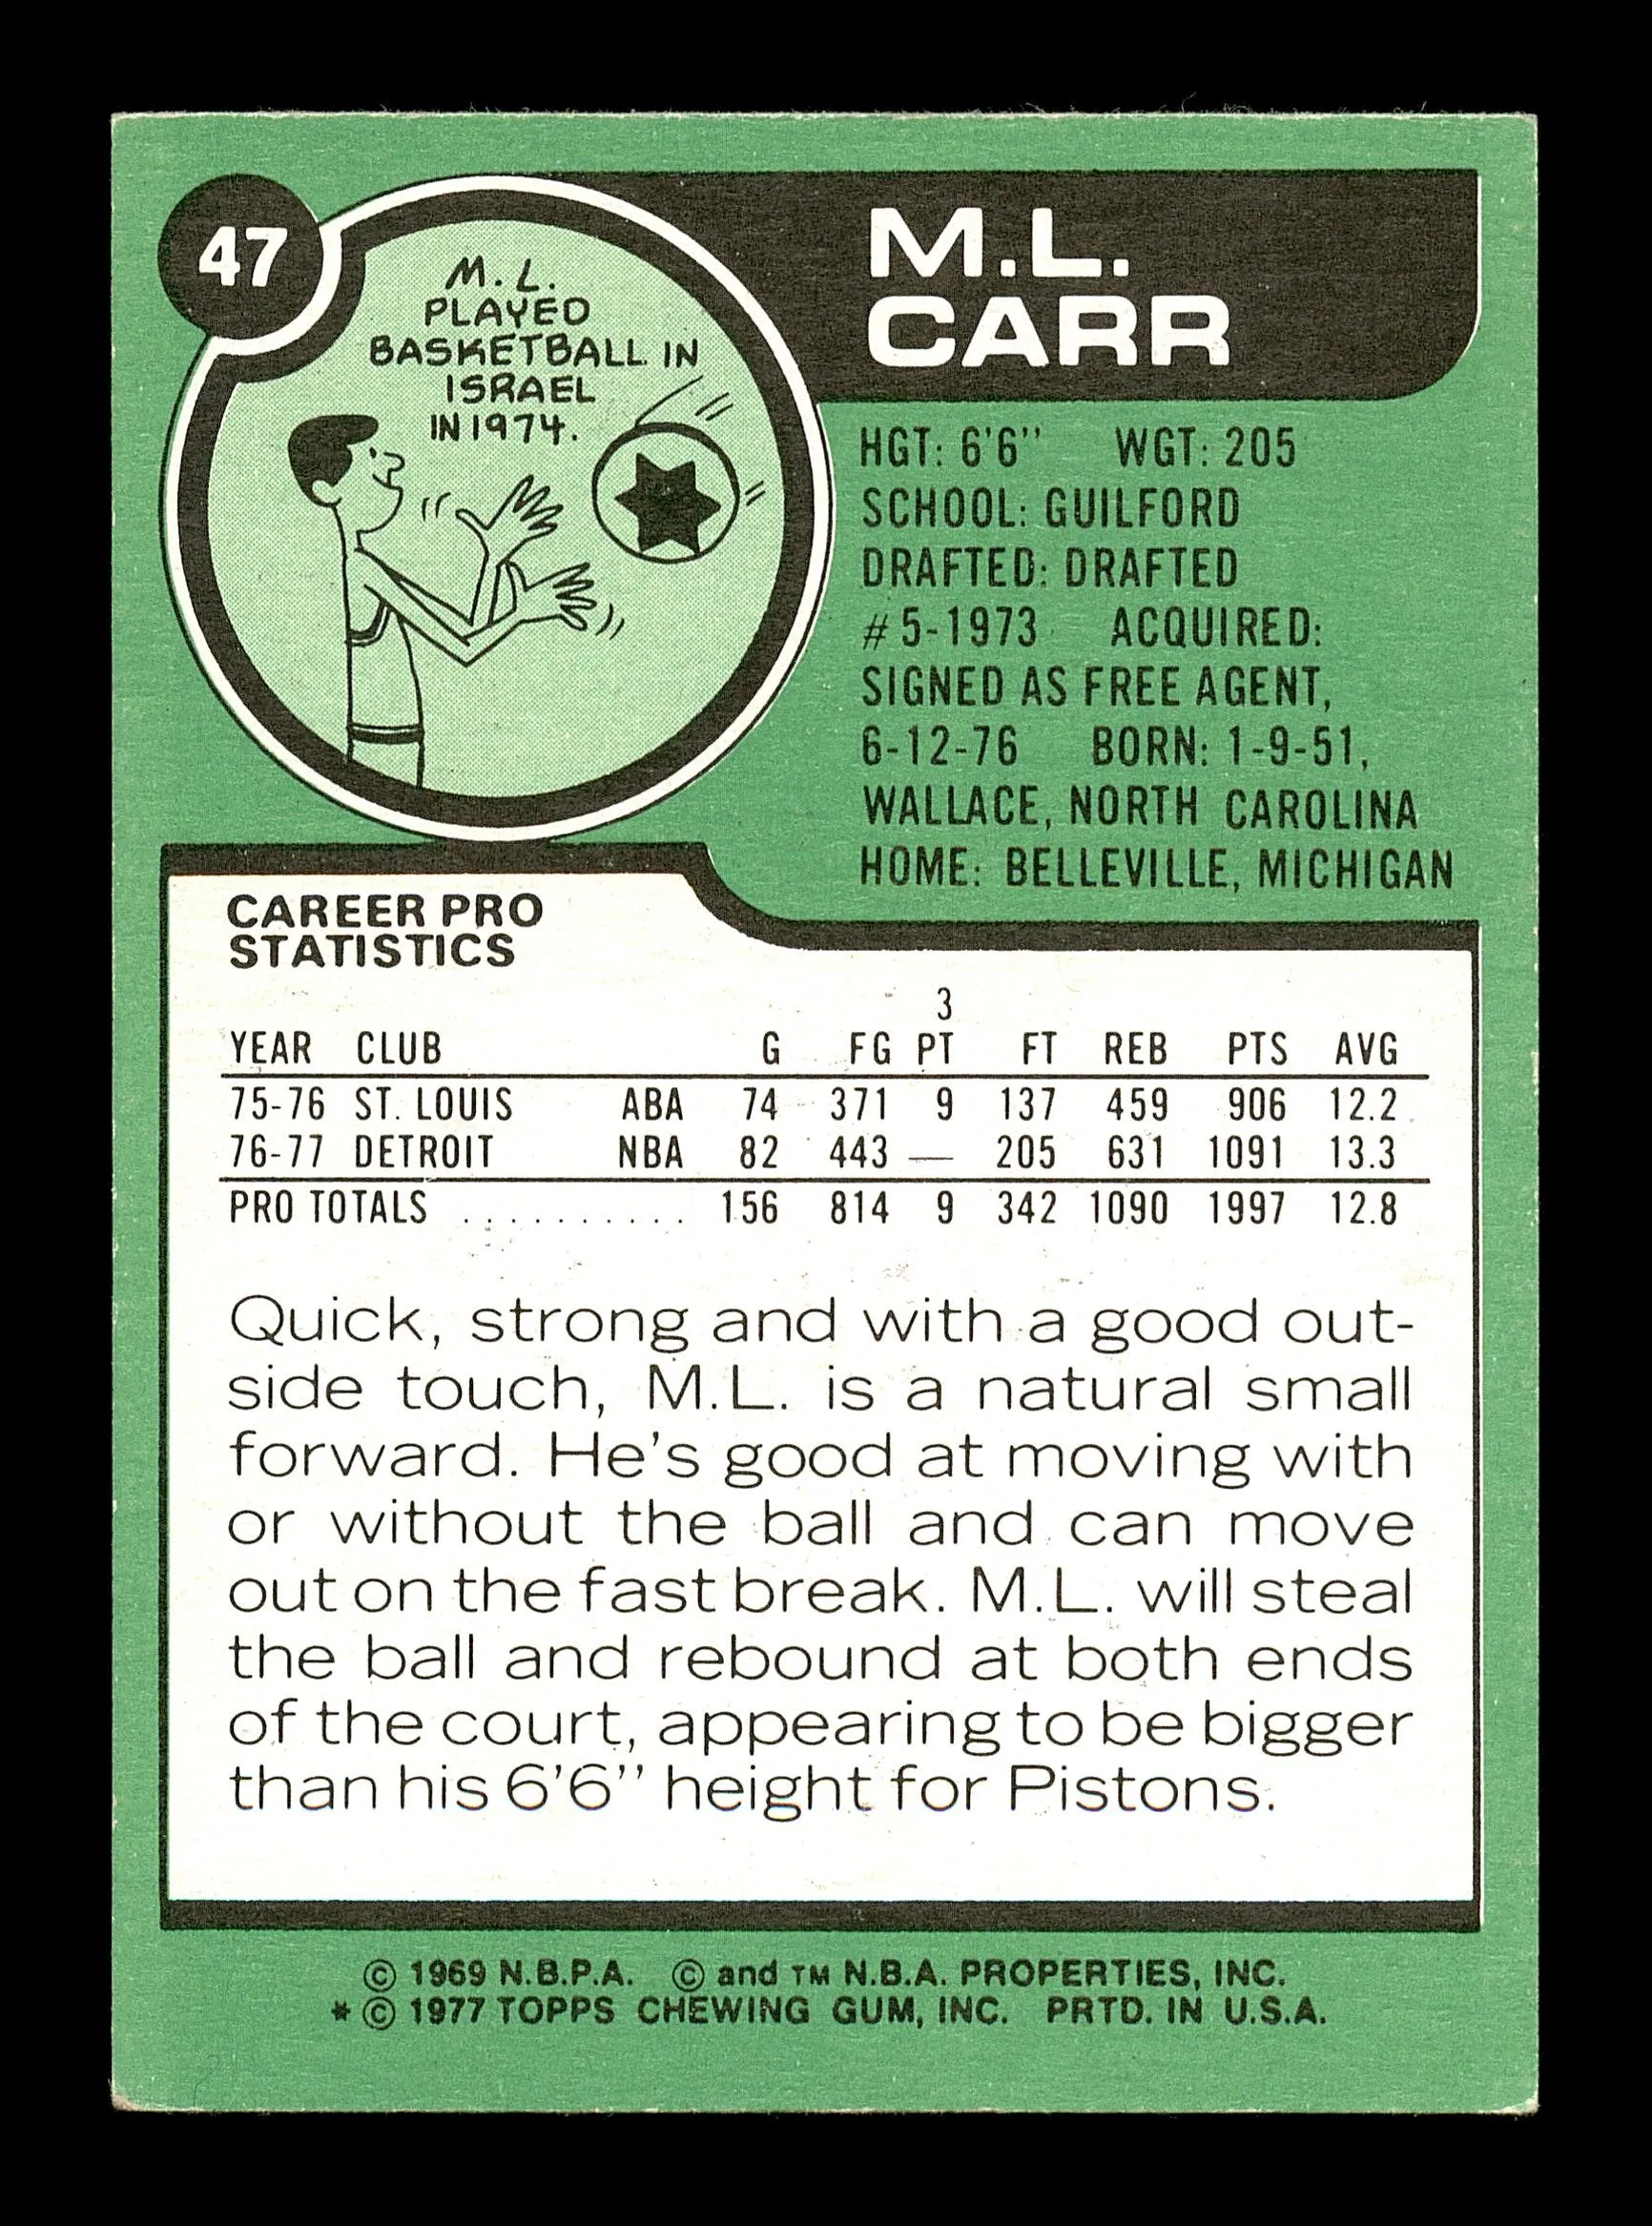 47
M.L.
PLAYED
BASKETBALL IN
ISRAEL
IN 1974.
M.L.
CARR
HGT: 6'6" WGT: 205
SCHOOL: GUILFORD
DRAFTED: DRAFTED
#5-1973 ACQUIRED:
SIGNED AS FREE AGENT,
6-12-76 BORN: 1-9-51,
WALLACE, NORTH CAROLINA
HOME: BELLEVILLE, MICHIGAN
CAREER PRO
STATISTICS
3
YEAR CLUB G FG PT FT REB PTS AVG
75-76 ST. LOUIS ABA 74 371 9 137 459 906 12.2
76-77 DETROIT NBA 82 443 — 205 631 1091 13.3
PRO TOTALS .......... 156 814 9 342 1090 1997 12.8
Quick, strong and with a good out-
side touch, M.L. is a natural small
forward. He's good at moving with
or without the ball and can move
out on the fast break. M.L. will steal
the ball and rebound at both ends
of the court, appearing to be bigger
than his 6'6" height for Pistons.
© 1969 N.B.P.A. © and TM N.B.A. PROPERTIES, INC.
* © 1977 TOPPS CHEWING GUM, INC. PRTD. IN U.S.A.